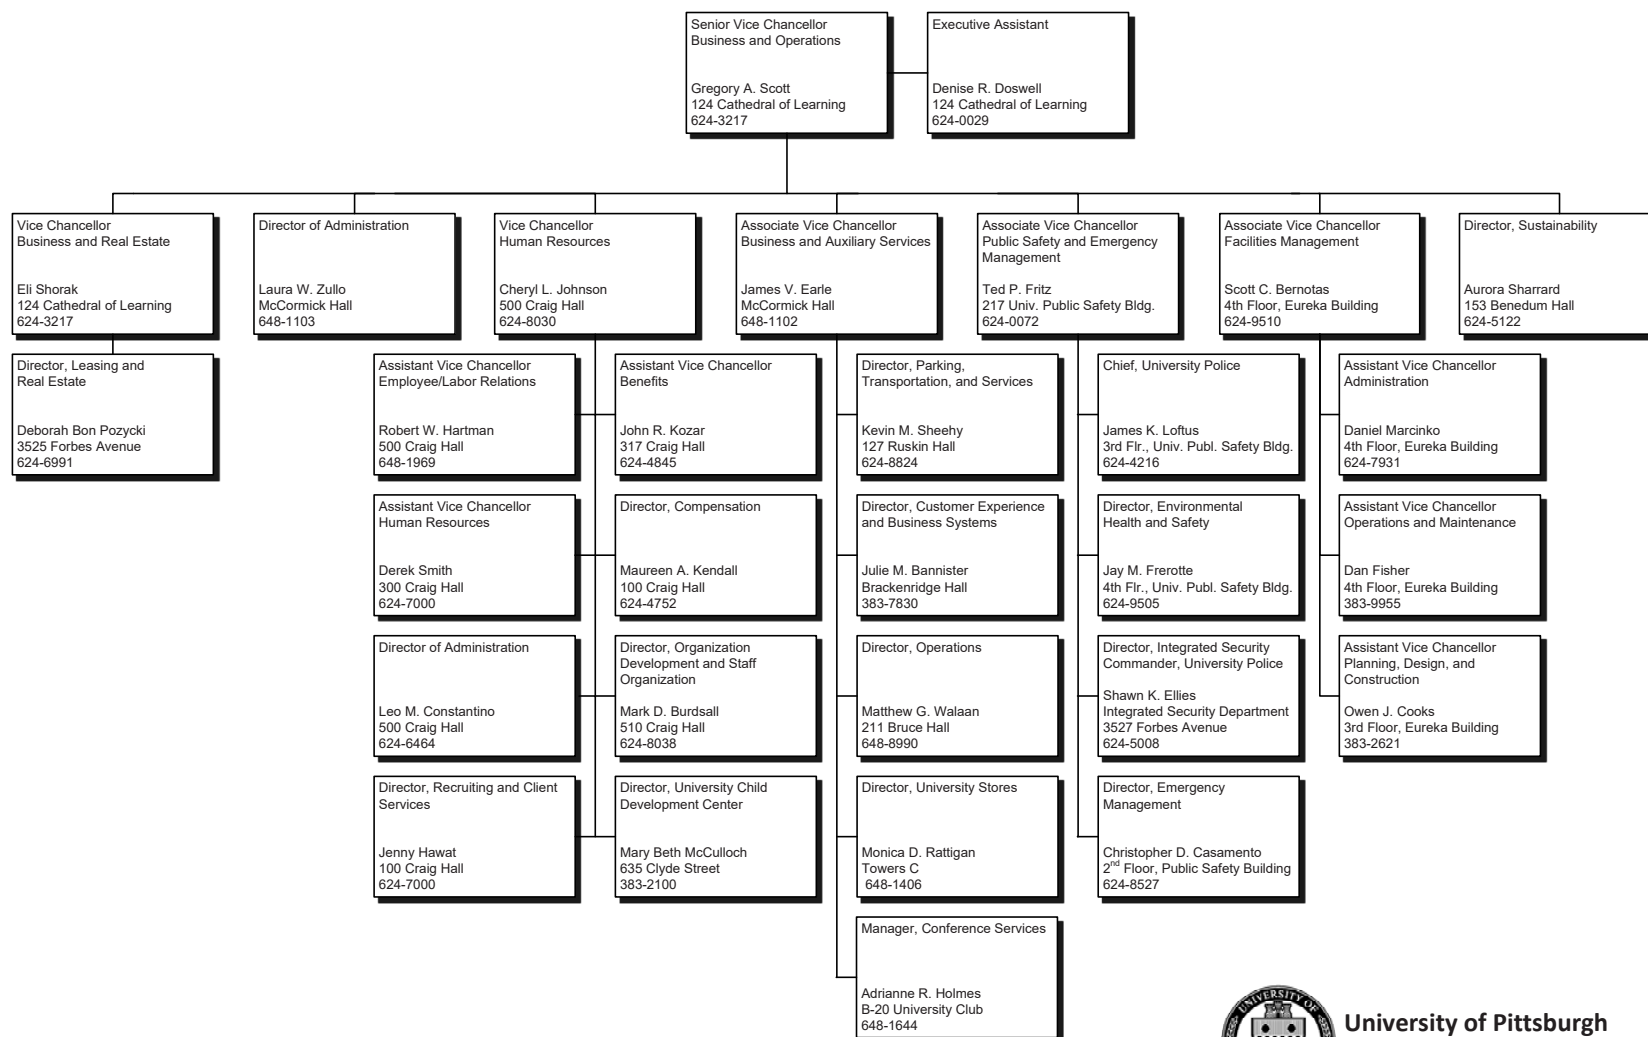 Senior Vice Chancellor
Business and Operations
Gregory A. Scott
124 Cathedral of Learning
624-3217
Executive Assistant
Denise R. Doswell
124 Cathedral of Learning
624-0029
Vice Chancellor
Business and Real Estate
Eli Shorak
124 Cathedral of Learning
624-3217
Director of Administration
Laura W. Zullo
McCormick Hall
648-1103
Vice Chancellor
Human Resources
Cheryl L. Johnson
500 Craig Hall
624-8030
Associate Vice Chancellor
Business and Auxiliary Services
James V. Earle
McCormick Hall
648-1102
Associate Vice Chancellor
Public Safety and Emergency
Management
Ted P. Fritz
217 Univ. Public Safety Bldg.
624-0072
Associate Vice Chancellor
Facilities Management
Scott C. Bernotas
4th Floor, Eureka Building
624-9510
Director, Sustainability
Aurora Sharrard
153 Benedum Hall
624-5122
Director, Leasing and
Real Estate
Deborah Bon Pozycki
3525 Forbes Avenue
624-6991
Assistant Vice Chancellor
Employee/Labor Relations
Robert W. Hartman
500 Craig Hall
648-1969
Assistant Vice Chancellor
Benefits
John R. Kozar
317 Craig Hall
624-4845
Director, Parking,
Transportation, and Services
Kevin M. Sheehy
127 Ruskin Hall
624-8824
Chief, University Police
James K. Loftus
3rd Flr., Univ. Publ. Safety Bldg.
624-4216
Assistant Vice Chancellor
Administration
Daniel Marcinko
4th Floor, Eureka Building
624-7931
Assistant Vice Chancellor
Human Resources
Derek Smith
300 Craig Hall
624-7000
Director, Compensation
Maureen A. Kendall
100 Craig Hall
624-4752
Director, Customer Experience
and Business Systems
Julie M. Bannister
Brackenridge Hall
383-7830
Director, Environmental
Health and Safety
Jay M. Frerotte
4th Flr., Univ. Publ. Safety Bldg.
624-9505
Assistant Vice Chancellor
Operations and Maintenance
Dan Fisher
4th Floor, Eureka Building
383-9955
Director of Administration
Leo M. Constantino
500 Craig Hall
624-6464
Director, Organization
Development and Staff
Organization
Mark D. Burdsall
510 Craig Hall
624-8038
Director, Operations
Matthew G. Walaan
211 Bruce Hall
648-8990
Director, Integrated Security
Commander, University Police
Shawn K. Ellies
Integrated Security Department
3527 Forbes Avenue
624-5008
Assistant Vice Chancellor
Planning, Design, and
Construction
Owen J. Cooks
3rd Floor, Eureka Building
383-2621
Director, Recruiting and Client
Services
Jenny Hawat
100 Craig Hall
624-7000
Director, University Child
Development Center
Mary Beth McCulloch
635 Clyde Street
383-2100
Director, University Stores
Monica D. Rattigan
Towers C
648-1406
Director, Emergency
Management
Christopher D. Casamento
2nd Floor, Public Safety Building
624-8527
Manager, Conference Services
Adrianne R. Holmes
B-20 University Club
648-1644
UNIVERSITY OF
University of Pittsburgh